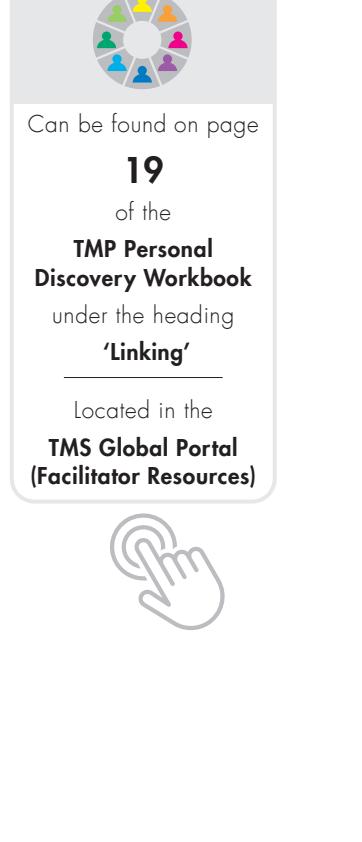 Can be found on page
19
of the
TMP Personal
Discovery Workbook
under the heading
‘Linking’
Located in the
TMS Global Portal
(Facilitator Resources)